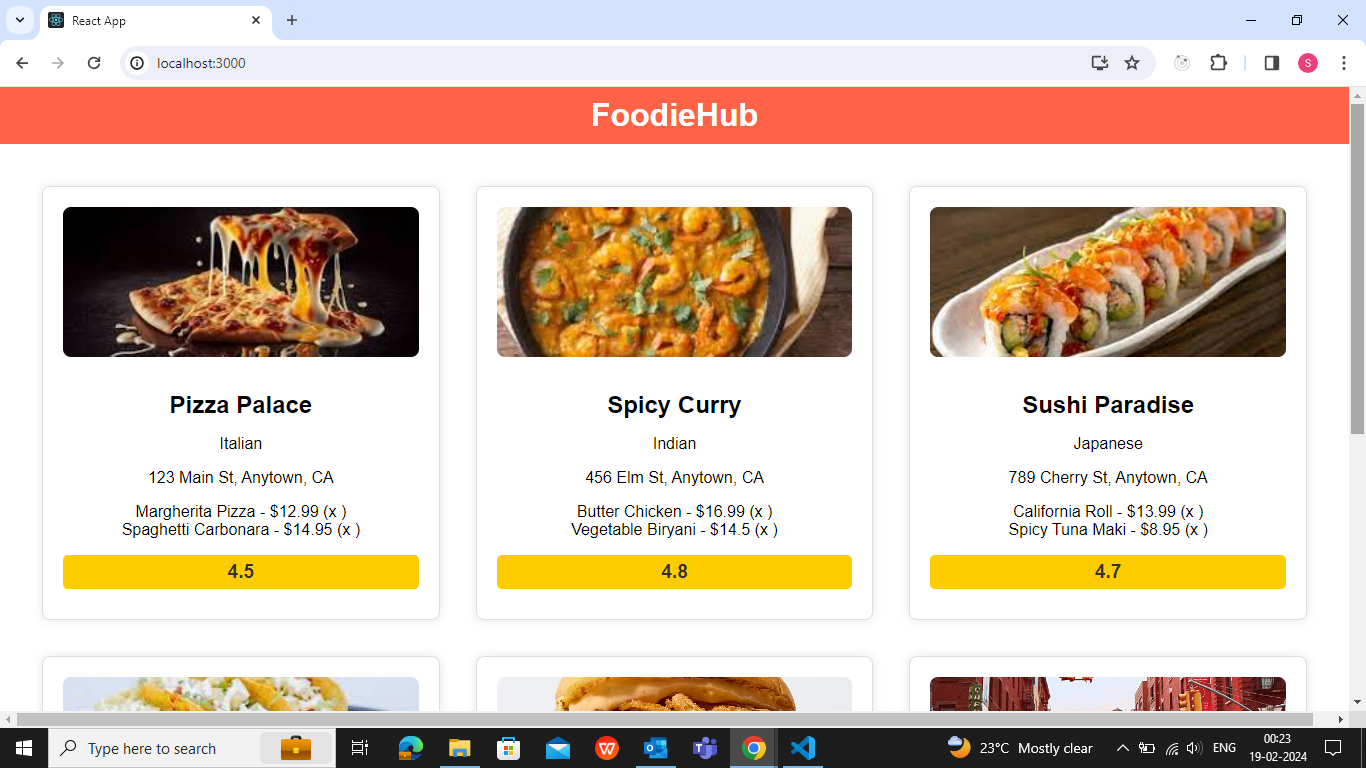 React App
localhost:3000
S
FoodieHub
Pizza Palace
Italian
123 Main St, Anytown, CA
Margherita Pizza - $12.99 (x )
Spaghetti Carbonara - $14.95 (x )
4.5
Spicy Curry
Indian
456 Elm St, Anytown, CA
Butter Chicken - $16.99 (x )
Vegetable Biryani - $14.5 (x )
4.8
Sushi Paradise
Japanese
789 Cherry St, Anytown, CA
California Roll - $13.99 (x )
Spicy Tuna Maki - $8.95 (x )
4.7
Type here to search
23°C Mostly clear
ENG
00:23
19-02-2024